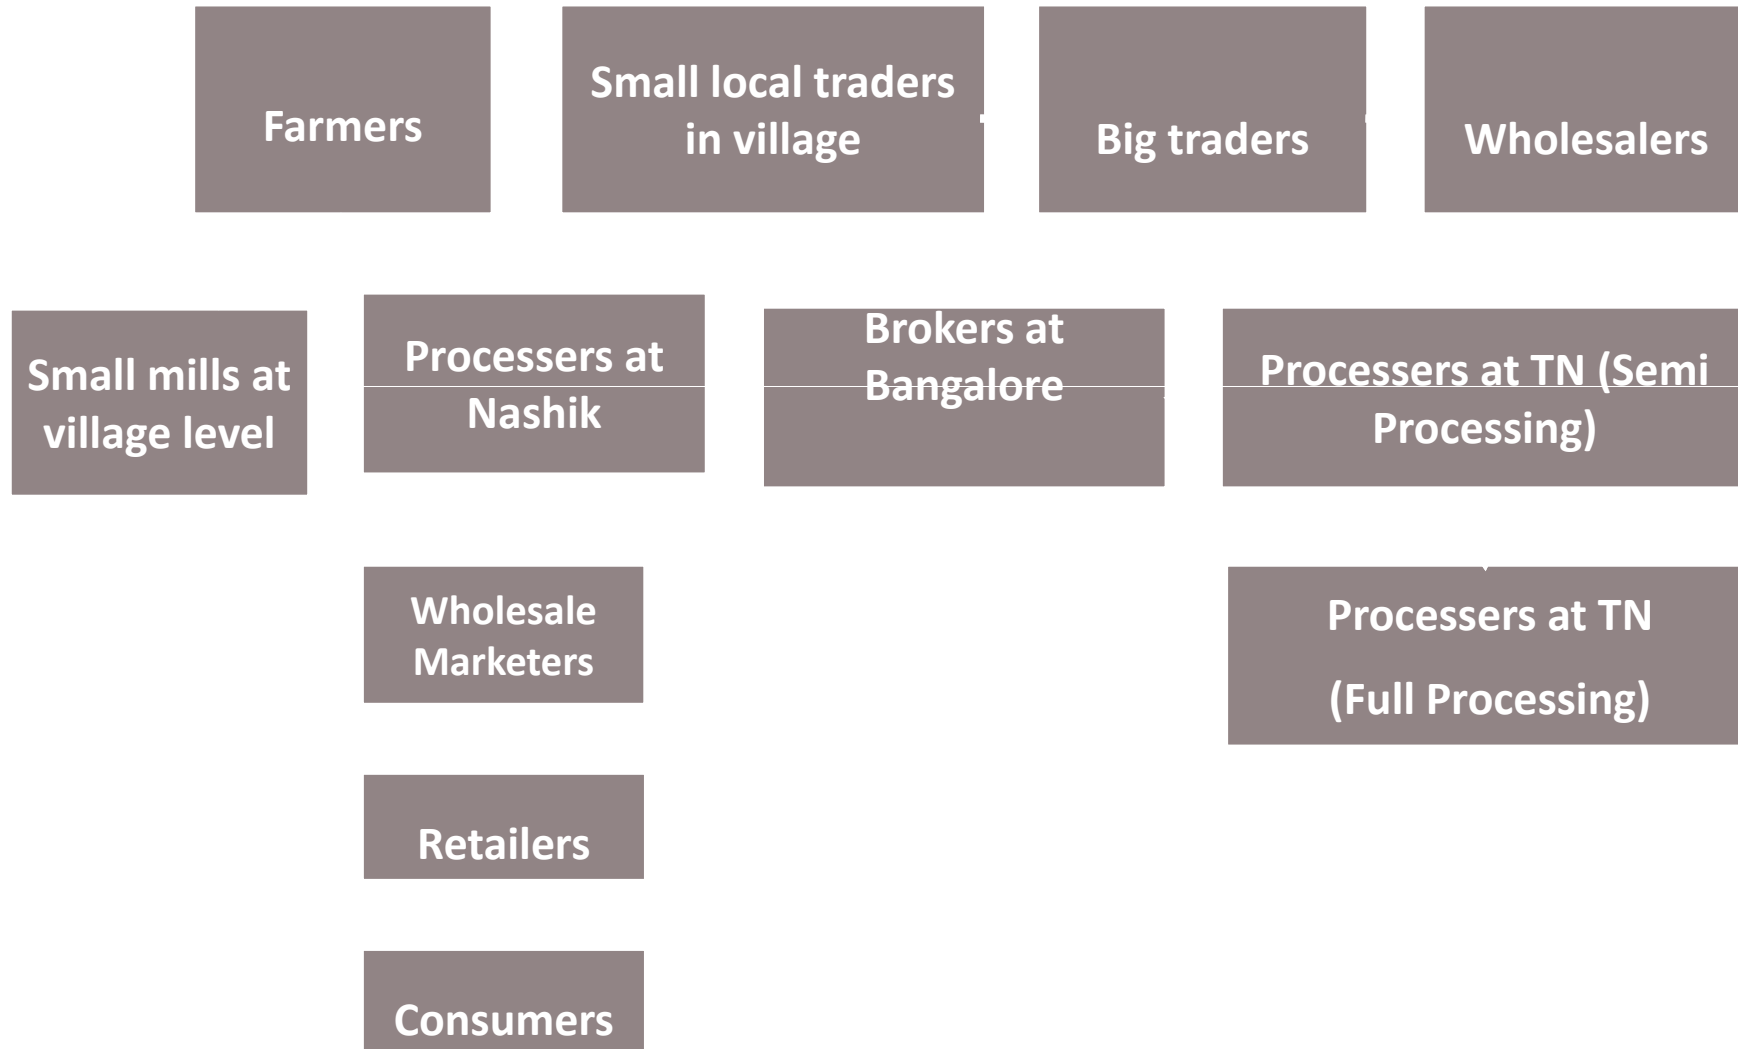 Farmers
Small local traders
in village
Big traders
Wholesalers
Small mills at
village level
Processers at
Nashik
Brokers at
Bangalore
Processers at TN (Semi
Processing)
Wholesale
Marketers
Processers at TN
(Full Processing)
Retailers
Consumers